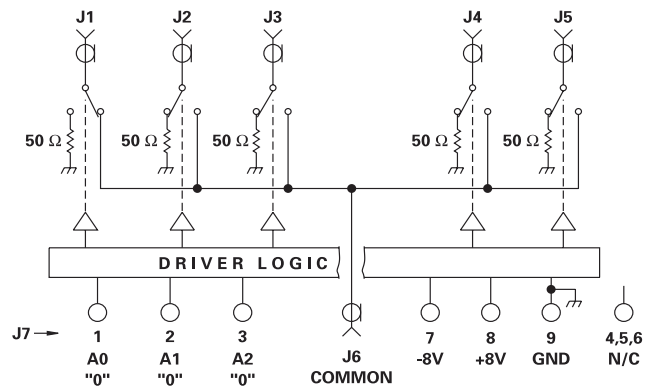 J1 J2 J3 J4 J5
50 Ω 50 Ω 50 Ω 50 Ω 50 Ω
DRIVER LOGIC
J7 1 2 3 J6 7 8 9 4,5,6
A0 A1 A2 COMMON -8V +8V GND N/C
"0" "0" "0"